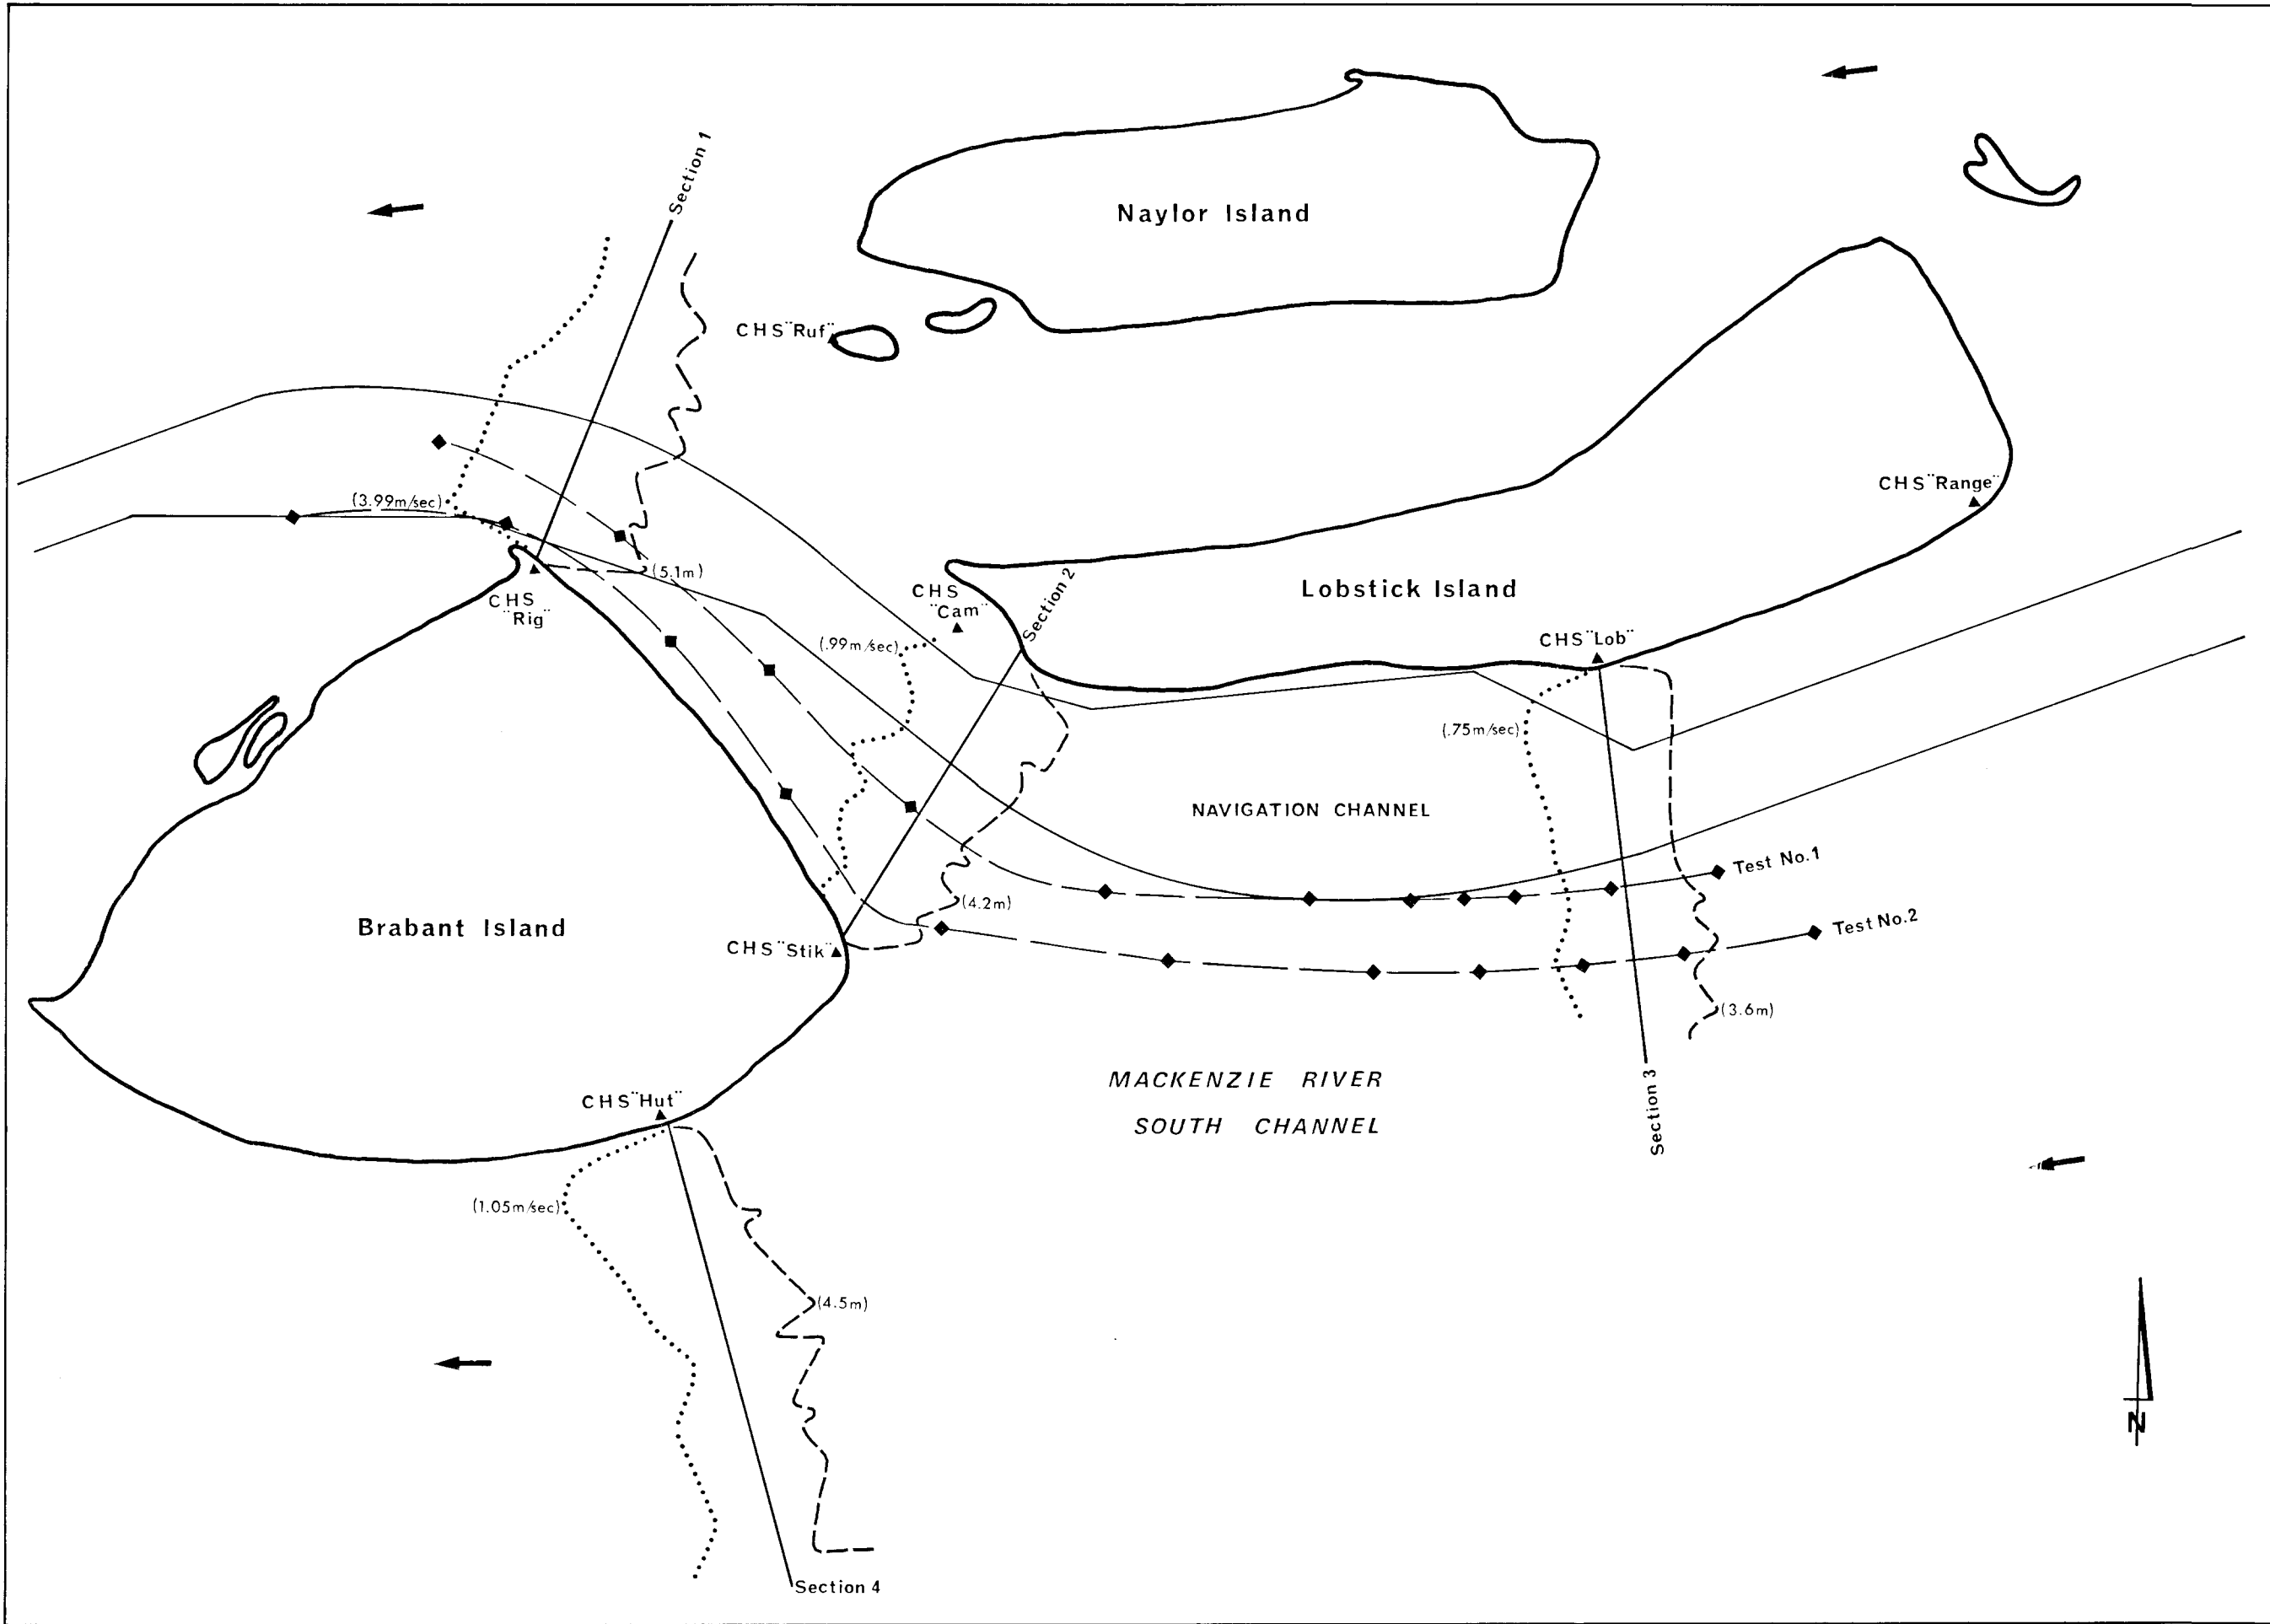 Section 1
Naylor Island
CHS "Ruf"
(3.99m/sec)
CHS "Range"
(5.1m)
CHS
"Rig"
CHS
"Cam"
Section 2
Lobstick Island
(.99m/sec)
CHS "Lob"
(.75m/sec)
NAVIGATION CHANNEL
Test No.1
(4.2m)
Brabant Island
CHS "Stik"
Test No.2
(3.6m)
MACKENZIE RIVER
SOUTH CHANNEL
CHS "Hut"
Section 3
(1.05m/sec)
(4.5m)
N
Section 4